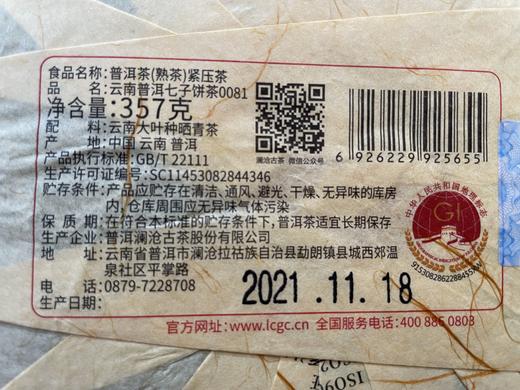 食品名称:普洱茶(熟茶)紧压茶
品 名:云南普洱七子饼茶0081
净含量:357克
配 料:云南大叶种晒青茶
产 地:中国 云南 普洱
产品执行标准:GB/T 22111
生产许可证编号:SC11453082844346
贮存条件:产品应贮存在清洁、通风、避光、干燥、无异味的库房
内,仓库周围应无异味气体污染
保 质 期:在符合本标准的贮存条件下,普洱茶适宜长期保存
生 产 商:普洱澜沧古茶股份有限公司
地 址:云南省普洱市澜沧拉祜族自治县勐朗镇县城西郊温
泉社区平掌路
电 话:0879-7228708
生产日期:
2021.11.18
澜沧古茶 微信公众号
6 926229 925655
中华人民共和国地理标志
GI
官方网址:www.lcgc.cn 全国服务电话:400 885 0803